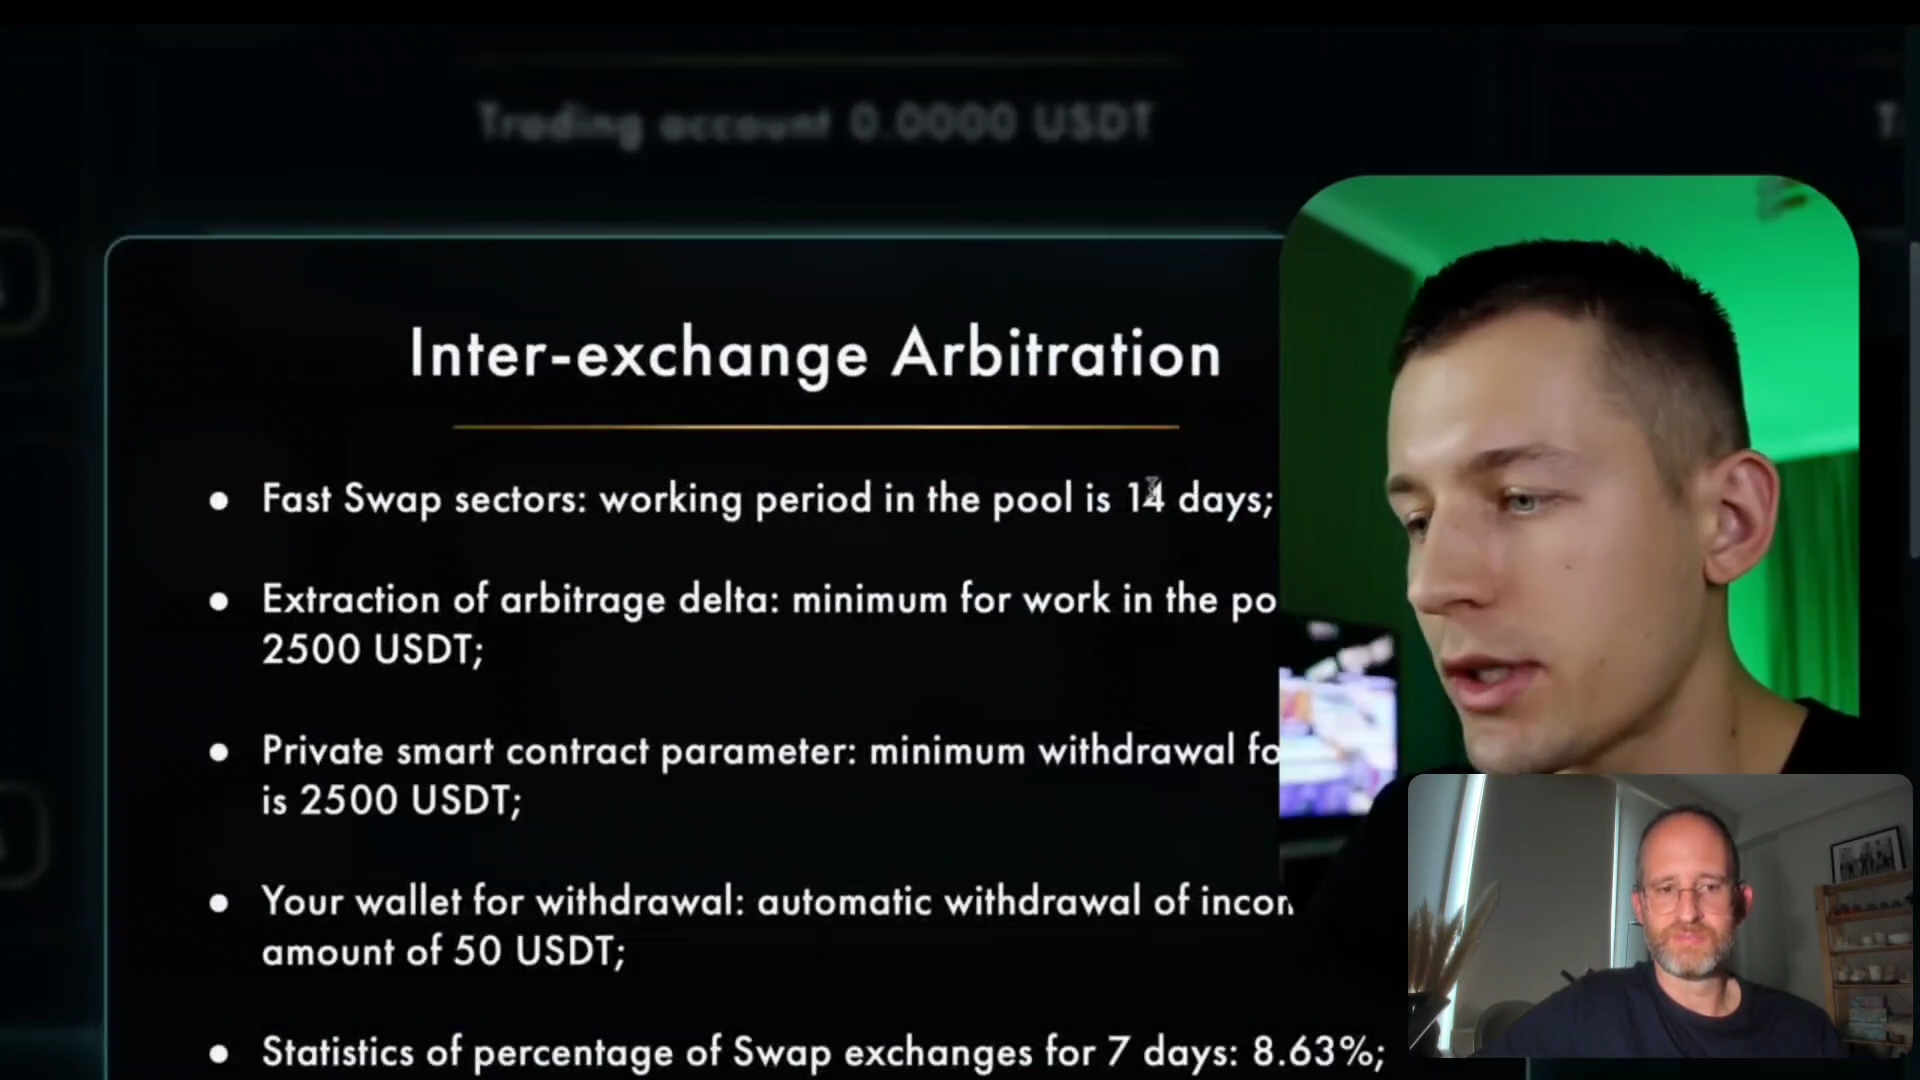 Trading account 0.0000 USDT
Inter-exchange Arbitration
Fast Swap sectors: working period in the pool is 14 days;
Extraction of arbitrage delta: minimum for work in the
2500 USDT;
Private smart contract parameter: minimum withdrawal
is 2500 USDT;
Your wallet for withdrawal: automatic withdrawal of
amount of 50 USDT;
Statistics of percentage of Swap exchanges for 7 days: 8.63%;